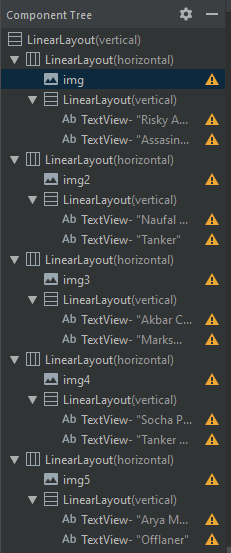 Component Tree
LinearLayout(vertical)
LinearLayout(horizontal)
img
LinearLayout(vertical)
Ab TextView- "Risky A...
Ab TextView- "Assasin...
LinearLayout(horizontal)
img2
LinearLayout(vertical)
Ab TextView- "Naufal ...
Ab TextView- "Tanker"
LinearLayout(horizontal)
img3
LinearLayout(vertical)
Ab TextView- "Akbar C...
Ab TextView- "Marks...
LinearLayout(horizontal)
img4
LinearLayout(vertical)
Ab TextView- "Socha P...
Ab TextView- "Tanker ...
LinearLayout(horizontal)
img5
LinearLayout(vertical)
Ab TextView- "Arya M...
Ab TextView- "Offlaner"